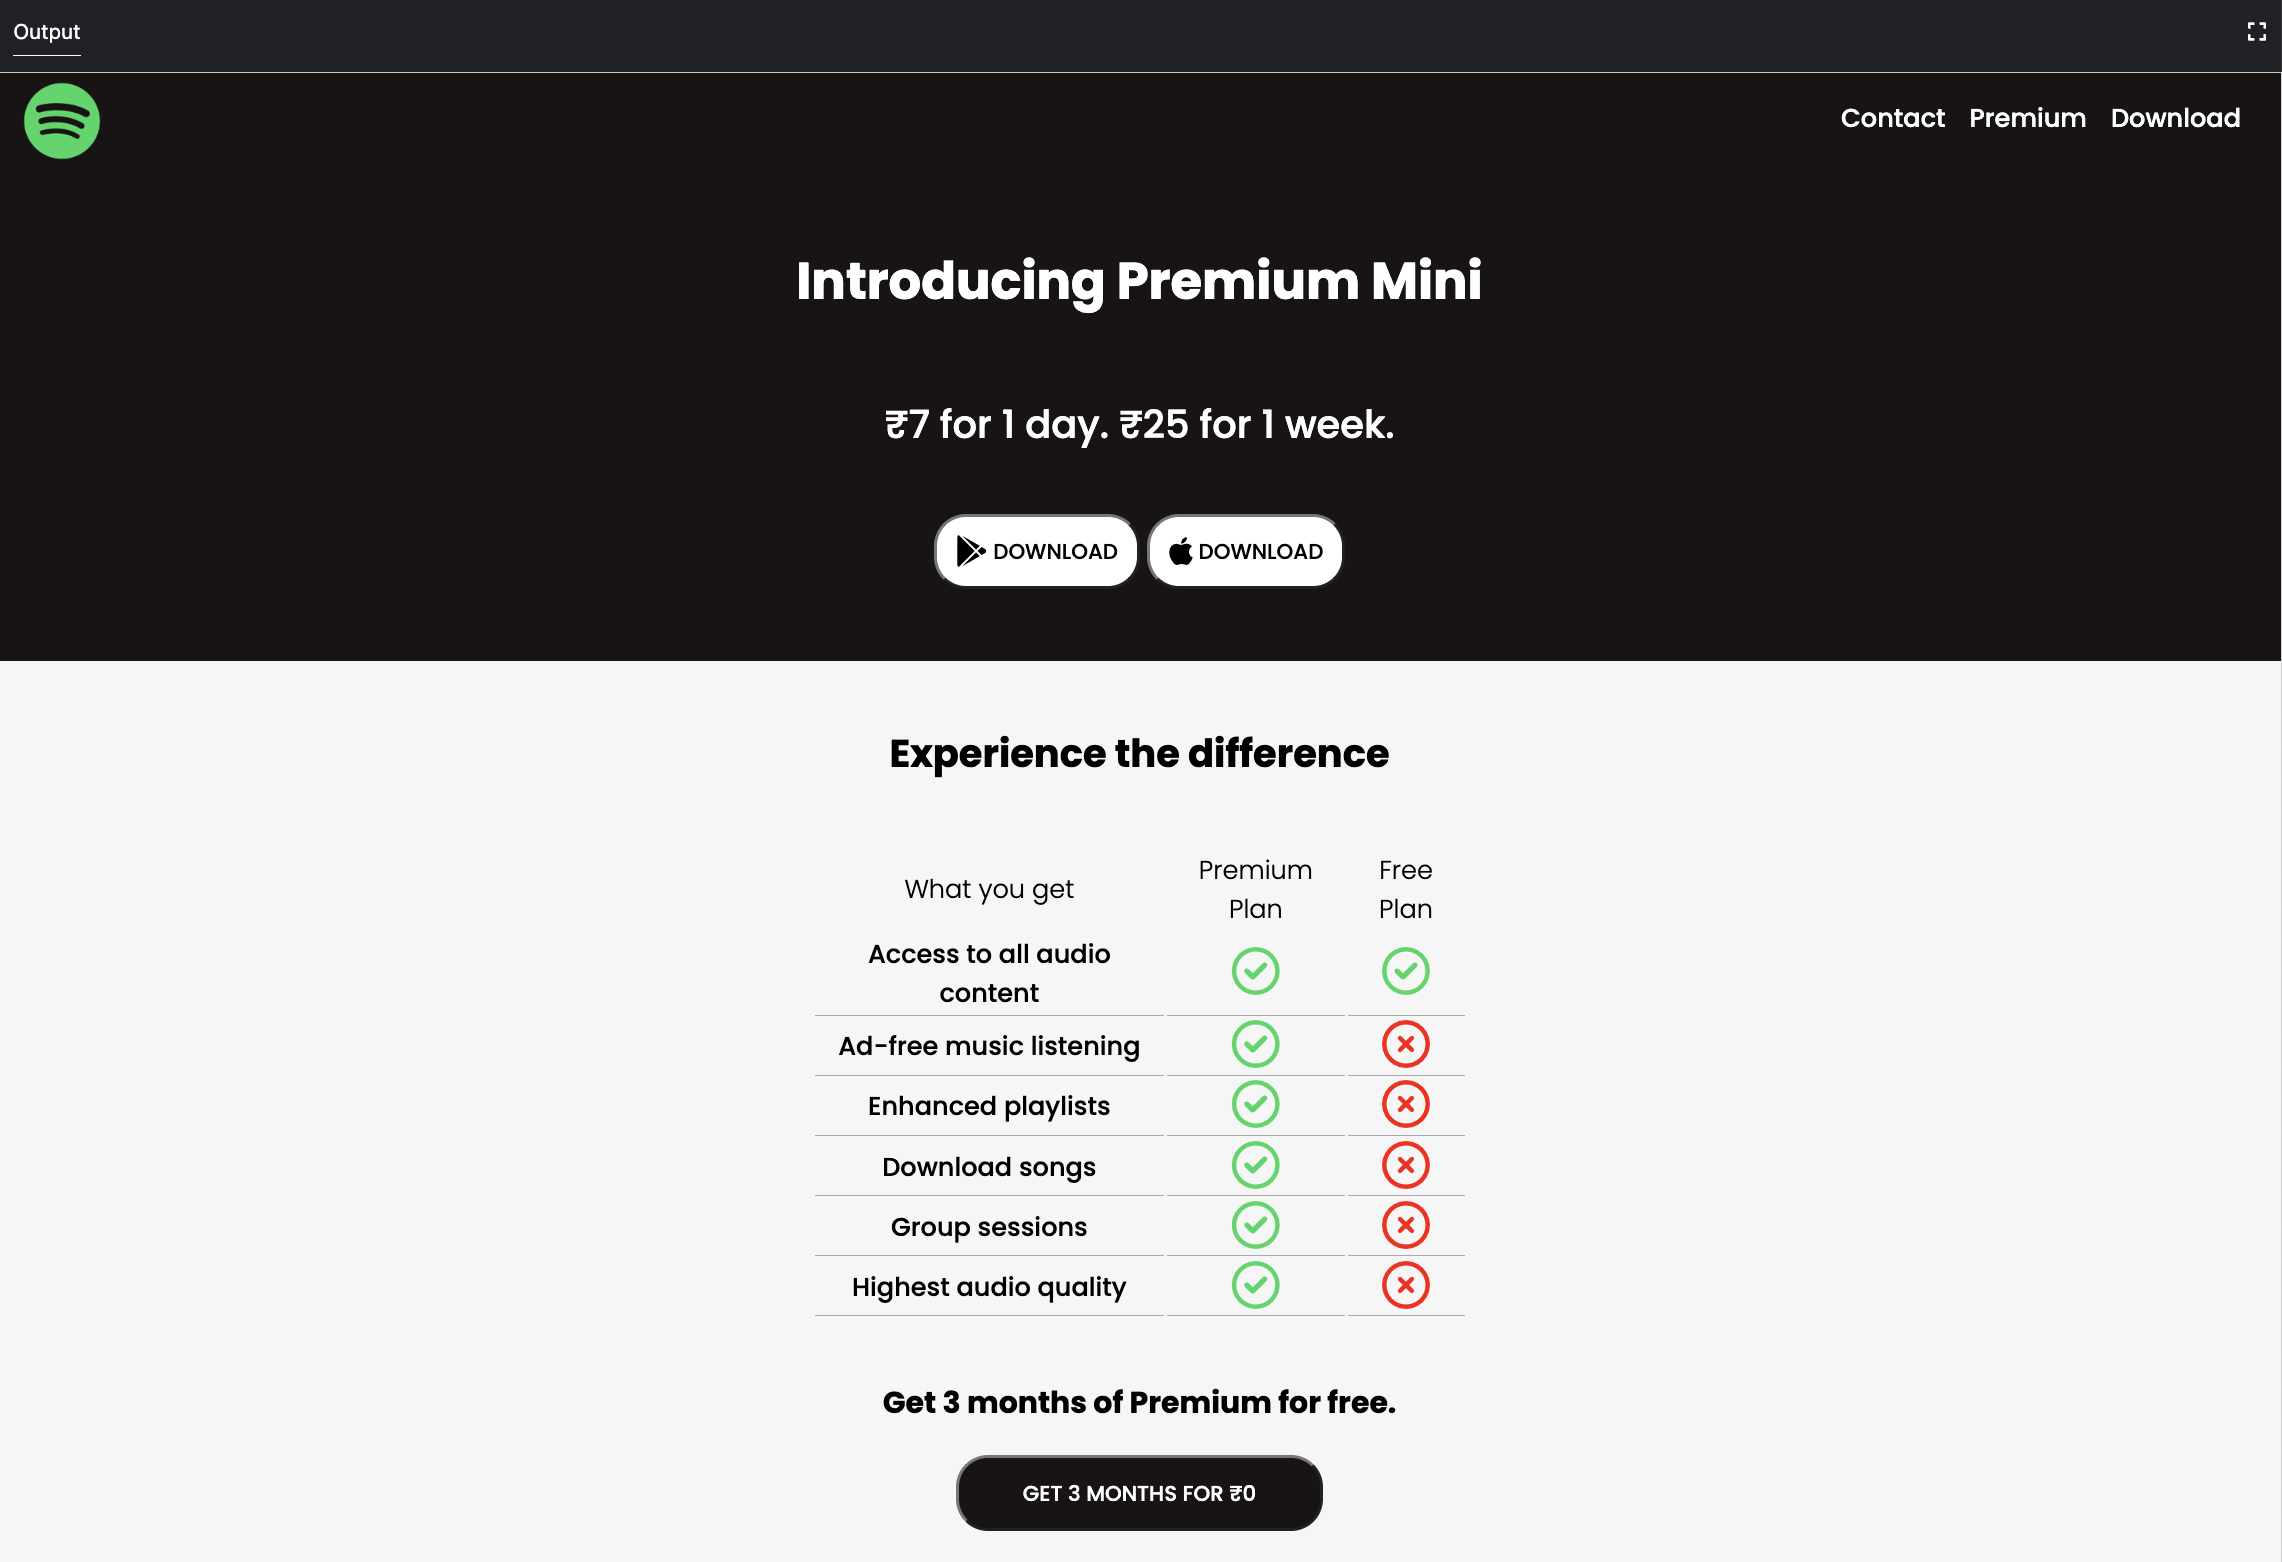 Output
Contact Premium Download
Introducing Premium Mini
₹7 for 1 day. ₹25 for 1 week.
DOWNLOAD DOWNLOAD
Experience the difference
What you get
Premium
Plan
Free
Plan
Access to all audio
content
Ad-free music listening
Enhanced playlists
Download songs
Group sessions
Highest audio quality
Get 3 months of Premium for free.
GET 3 MONTHS FOR ₹0